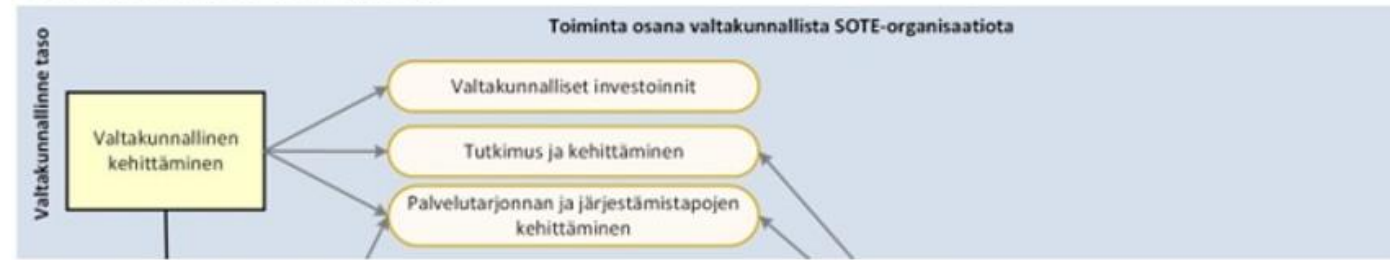 Toiminta osana valtakunnallista SOTE-organisaatiota
Valtakunnallinne taso
Valtakunnallinen
kehittäminen
Valtakunnalliset investoinnit
Tutkimus ja kehittäminen
Palvelutarjonnan ja järjestämistapojen
kehittäminen